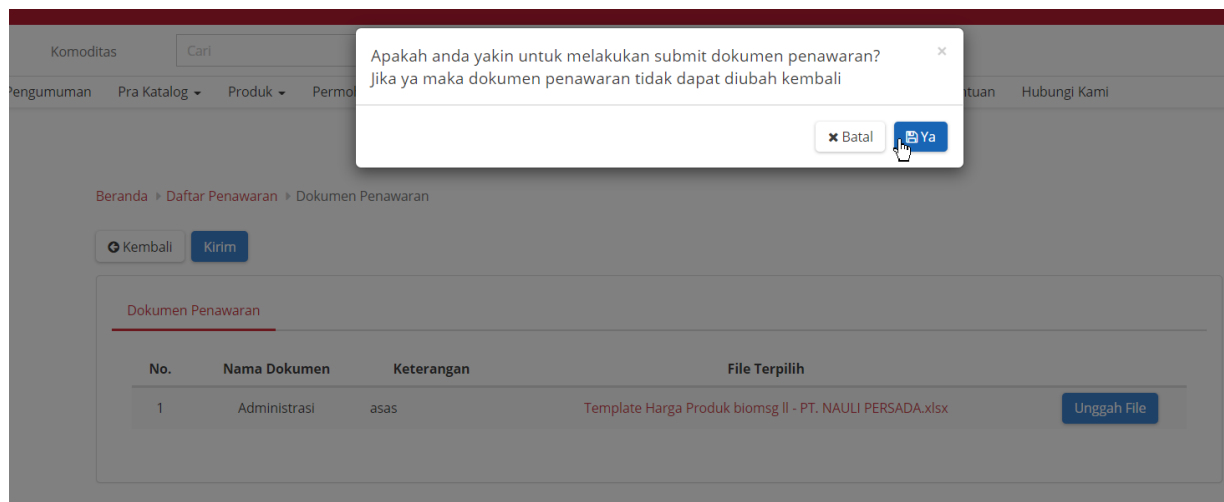 Komoditas Cari
Apakah anda yakin untuk melakukan submit dokumen penawaran? ×
Jika ya maka dokumen penawaran tidak dapat diubah kembali
Pengumuman Pra Katalog Produk Hubungi Kami
Batal Ya
Beranda Daftar Penawaran Dokumen Penawaran
Kembali Kirim
Dokumen Penawaran
No. Nama Dokumen Keterangan File Terpilih
1 Administrasi asas Template Harga Produk biomsg ll - PT. NAULI PERSADA.xlsx Unggah File